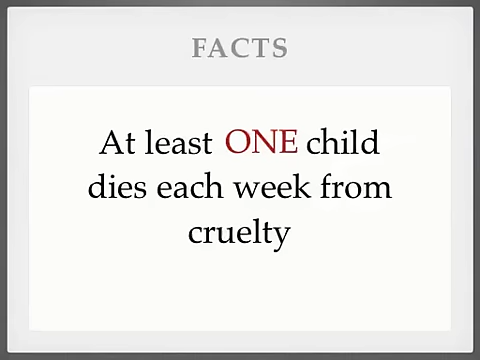 FACTS
At least ONE child
dies each week from
cruelty